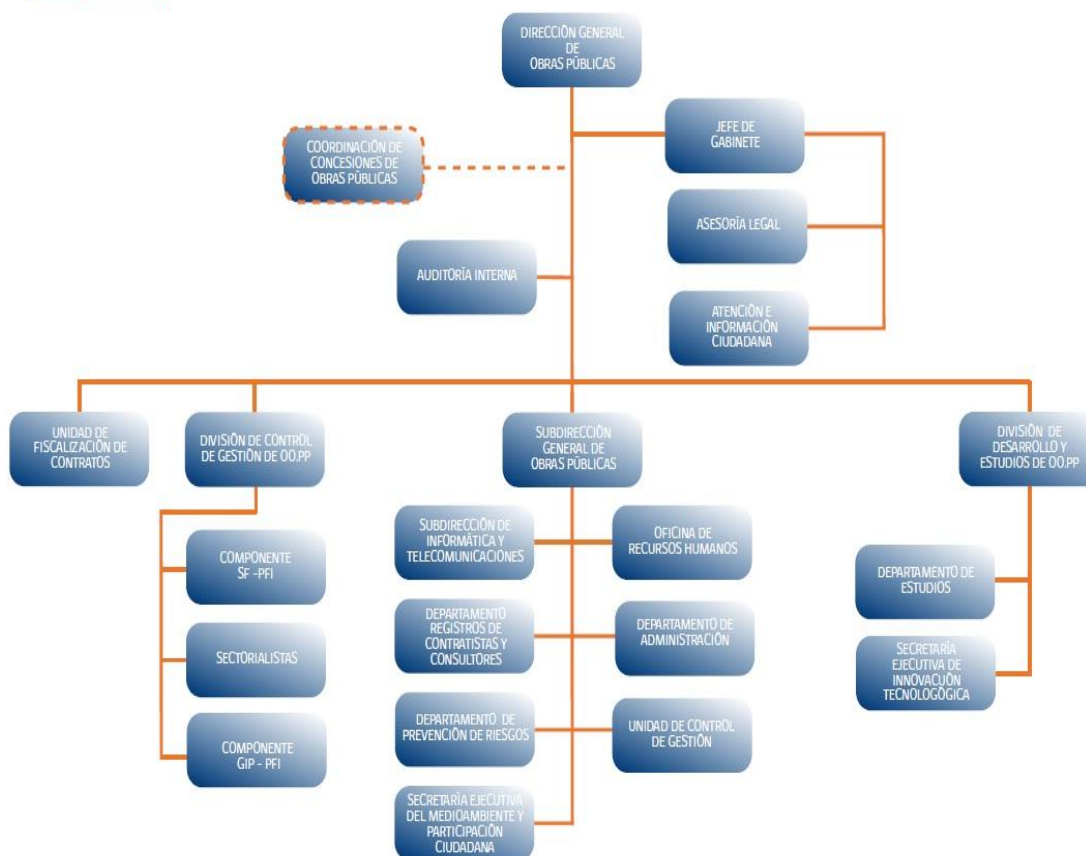 DIRECCIÓN GENERAL
DE
OBRAS PÚBLICAS
JEFE DE
GABINETE
COORDINACIÓN DE
CONCESIONES DE
OBRAS PÚBLICAS
ASESORÍA LEGAL
AUDITORÍA INTERNA
ATENCIÓN E
INFORMACIÓN
CIUDADANA
UNIDAD DE
FISCALIZACIÓN DE
CONTRATOS
DIVISIÓN DE CONTROL
DE GESTIÓN DE OO.PP
SUBDIRECCIÓN
GENERAL DE
OBRAS PÚBLICAS
DIVISIÓN DE
DESARROLLO Y
ESTUDIOS DE OO.PP
COMPONENTE
SF -PFI
SECTORIALISTAS
COMPONENTE
GIP - PFI
SUBDIRECCIÓN DE
INFORMÁTICA Y
TELECOMUNICACIONES
OFICINA DE
RECURSOS HUMANOS
DEPARTAMENTO
REGISTROS DE
CONTRATISTAS Y
CONSULTORES
DEPARTAMENTO DE
ADMINISTRACIÓN
DEPARTAMENTO DE
PREVENCIÓN DE RIESGOS
UNIDAD DE CONTROL
DE GESTIÓN
SECRETARÍA EJECUTIVA
DEL MEDIOAMBIENTE Y
PARTICIPACIÓN
CIUDADANA
DEPARTAMENTO DE
ESTUDIOS
SECRETARÍA
EJECUTIVA DE
INNOVACUÓN
TECNOLOGÓGICA